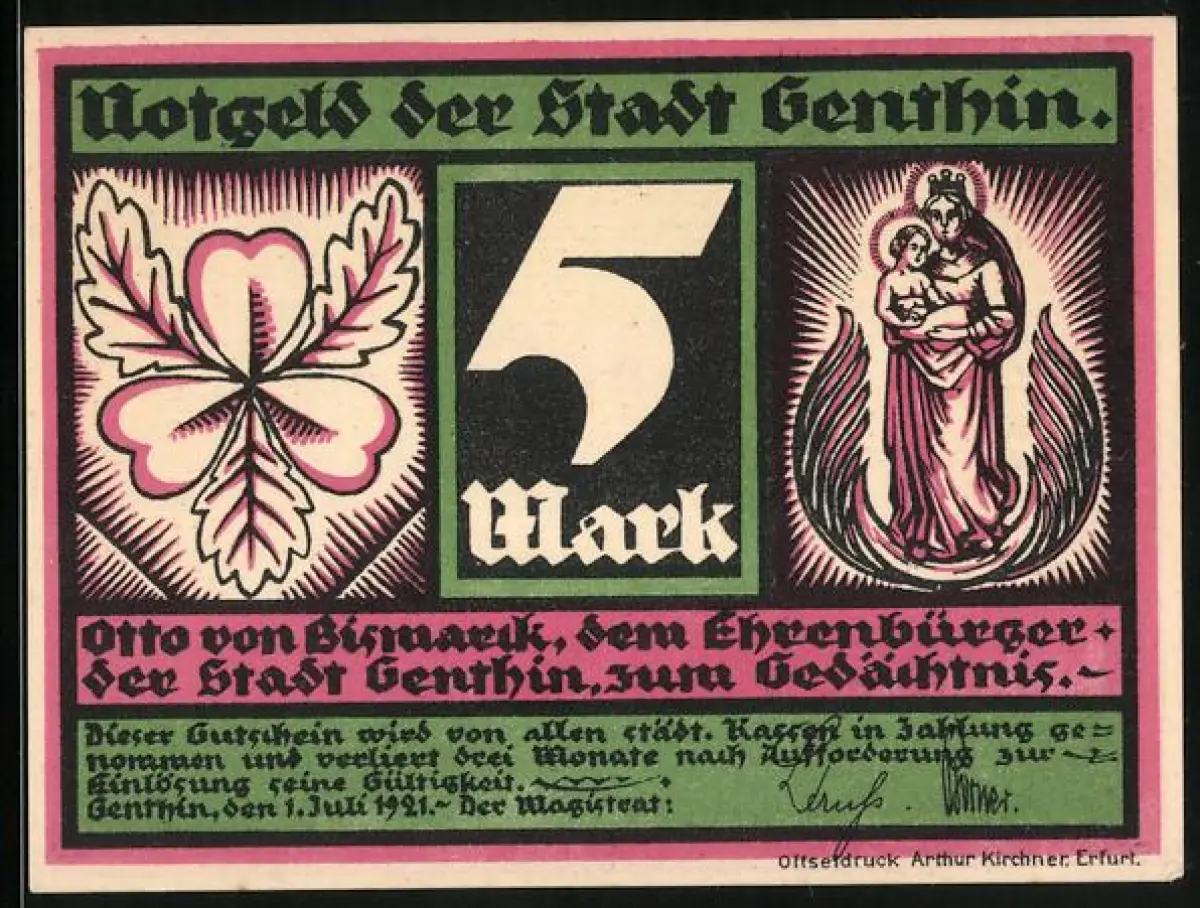 Notgeld der Stadt Genthin.
5
Mark
Otto von Bismarck, dem Ehrenbürger
der Stadt Genthin, zum Gedächtnis.
Dieser Gutschein wird von allen städt. Kassen in Zahlung ge=
nommen und verliert drei Monate nach Aufforderung zur
Einlösung seine Gültigkeit.
Genthin, den 1. Juli 1921. Der Magistrat:
Offsetdruck Arthur Kirchner, Erfurt.